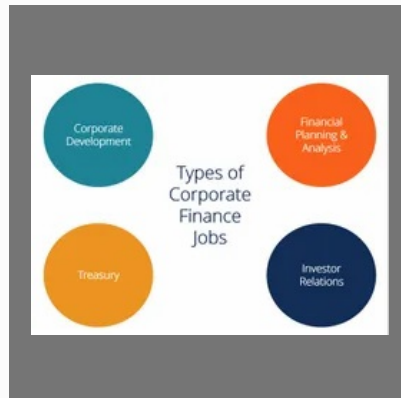 Corporate
Development
Financial
Planning &
Analysis
Types of
Corporate
Finance
Jobs
Treasury
Investor
Relations